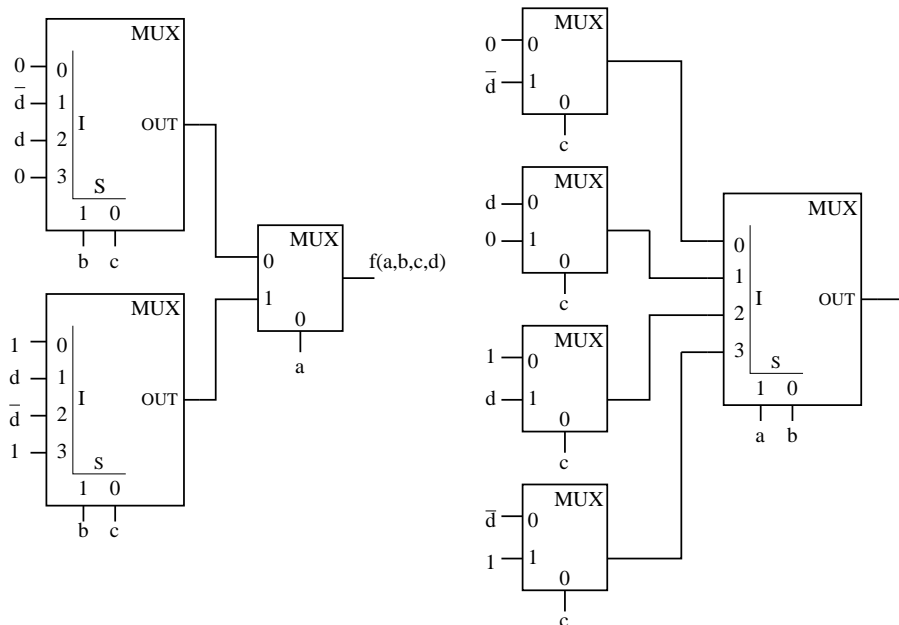 MUX
0 0
d̅ 1
I
OUT
d 2
0 3
S
1 0
b c
MUX
0
1
0
a
f(a,b,c,d)
MUX
1 0
d 1
I
OUT
d̅ 2
1 3
S
1 0
b c
MUX
0 0
d̅ 1
0
c
MUX
d 0
0 1
0
c
MUX
1 0
d 1
0
c
MUX
d̅ 0
1 1
0
c
MUX
0
1
I
OUT
2
3
S
1 0
a b